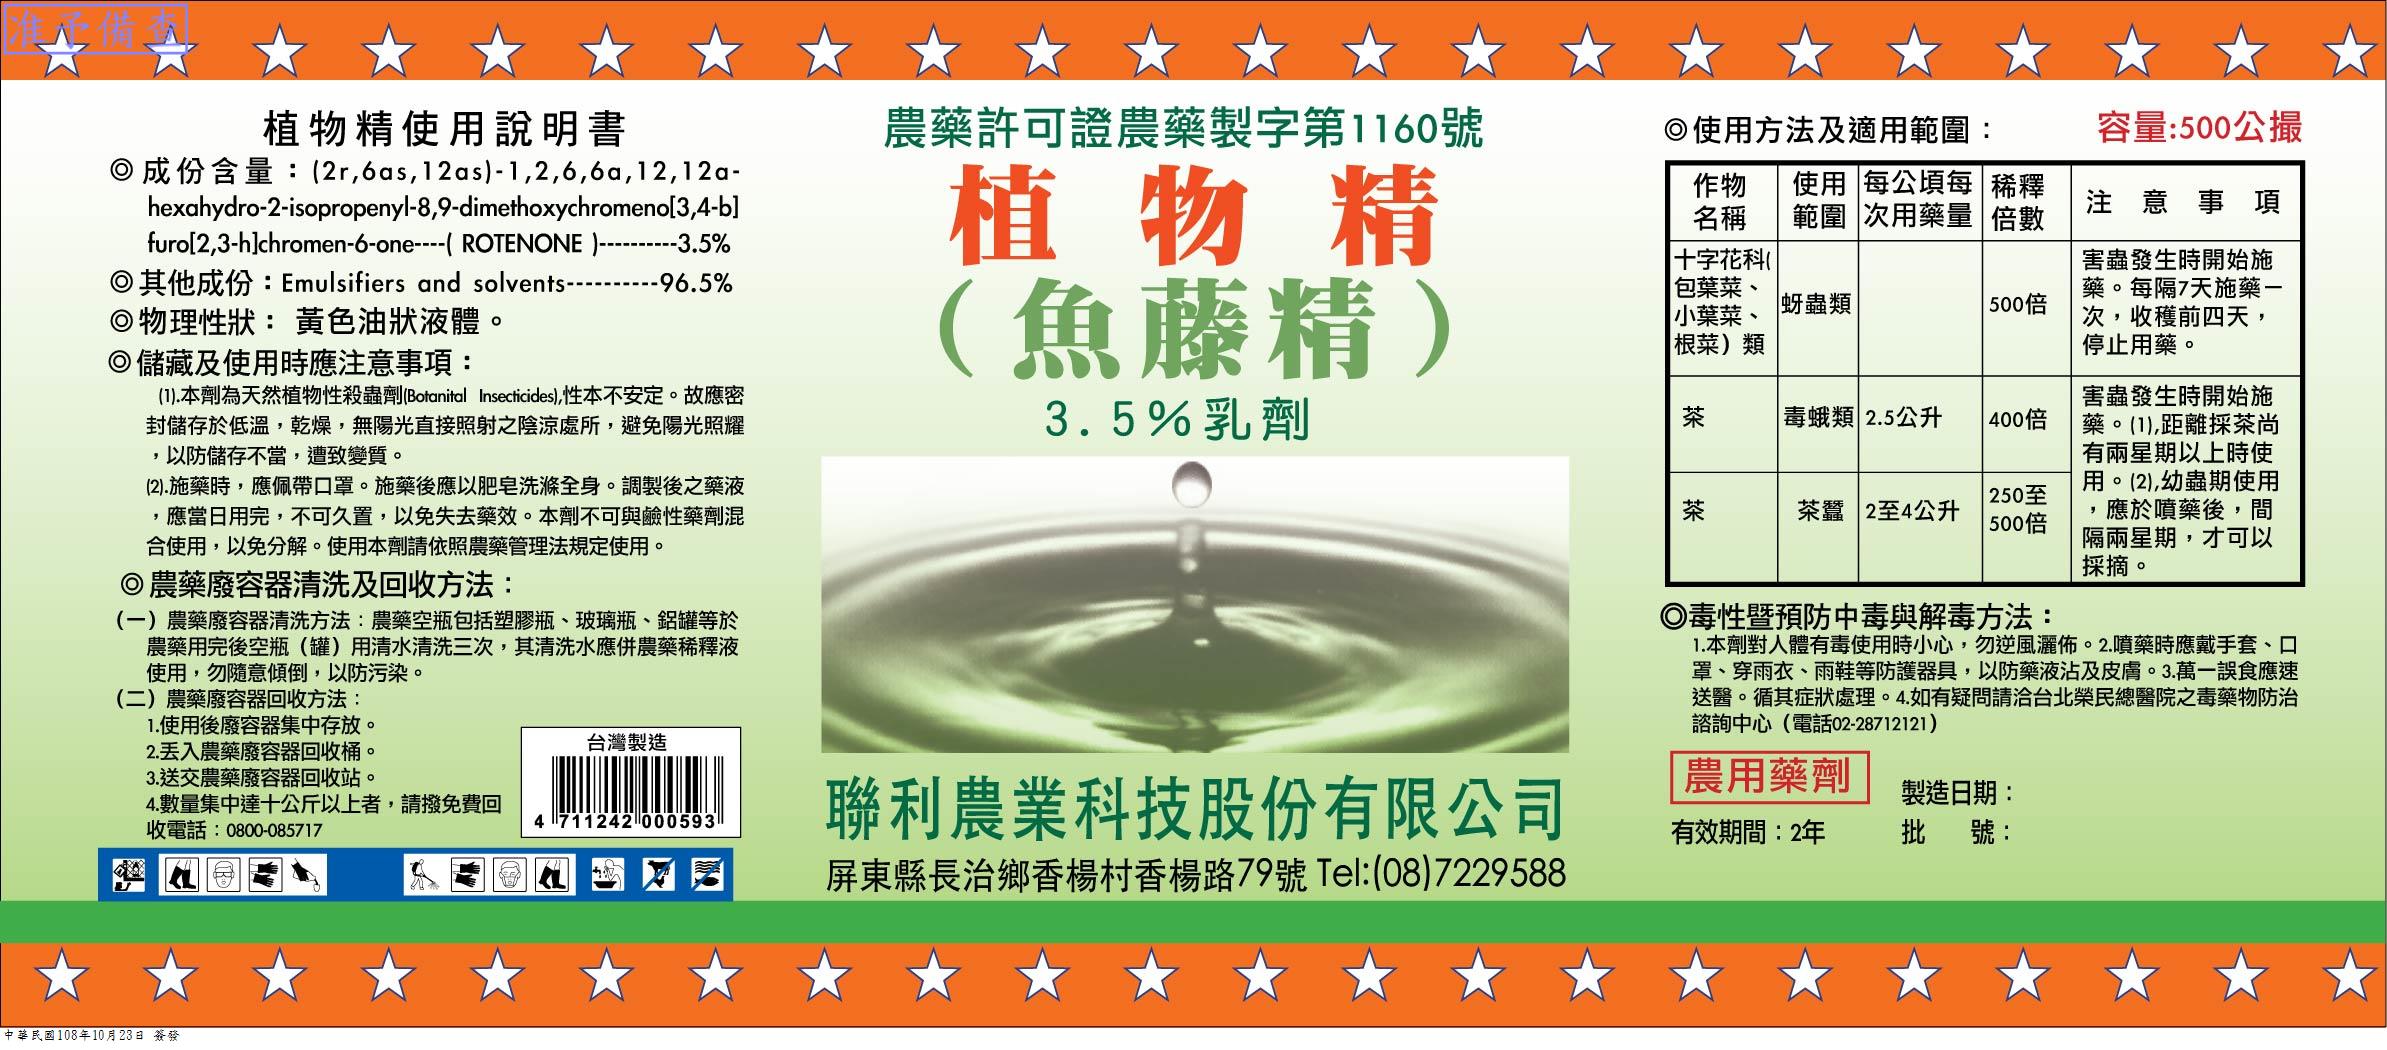 准予備查
植物精使用說明書
◎成份含量：(2r,6as,12as)-1,2,6,6a,12,12a-
hexahydro-2-isopropenyl-8,9-dimethoxychromeno[3,4-b]
furo[2,3-h]chromen-6-one----( ROTENONE )----------3.5%
◎其他成份：Emulsifiers and solvents----------96.5%
◎物理性狀： 黃色油狀液體。
◎儲藏及使用時應注意事項：
(1).本劑為天然植物性殺蟲劑(Botanital Insecticides),性本不安定。故應密
封儲存於低溫，乾燥，無陽光直接照射之陰涼處所，避免陽光照耀
，以防儲存不當，遭致變質。
(2).施藥時，應佩帶口罩。施藥後應以肥皂洗滌全身。調製後之藥液
，應當日用完，不可久置，以免失去藥效。本劑不可與鹼性藥劑混
合使用，以免分解。使用本劑請依照農藥管理法規定使用。
◎農藥廢容器清洗及回收方法：
（一）農藥廢容器清洗方法：農藥空瓶包括塑膠瓶、玻璃瓶、鋁罐等於
農藥用完後空瓶（罐）用清水清洗三次，其清洗水應併農藥稀釋液
使用，勿隨意傾倒，以防污染。
（二）農藥廢容器回收方法：
1.使用後廢容器集中存放。
2.丟入農藥廢容器回收桶。
3.送交農藥廢容器回收站。
4.數量集中達十公斤以上者，請撥免費回
收電話：0800-085717
台灣製造
4 711242 000593
農藥許可證農藥製字第1160號
植物精
（魚藤精）
3.5%乳劑
聯利農業科技股份有限公司
屏東縣長治鄉香楊村香楊路79號 Tel:(08)7229588
◎使用方法及適用範圍：
容量:500公撮
作物名稱 使用範圍 每公頃每次用藥量 稀釋倍數 注意事項
十字花科(包葉菜、小葉菜、根菜）類 蚜蟲類 500倍 害蟲發生時開始施藥。每隔7天施藥一次，收穫前四天，停止用藥。
茶 毒蛾類 2.5公升 400倍 害蟲發生時開始施藥。(1),距離採茶尚有兩星期以上時使用。(2),幼蟲期使用，應於噴藥後，間隔兩星期，才可以採摘。
茶 茶蠶 2至4公升 250至500倍
◎毒性暨預防中毒與解毒方法：
1.本劑對人體有毒使用時小心，勿逆風灑佈。2.噴藥時應戴手套、口
罩、穿雨衣、雨鞋等防護器具，以防藥液沾及皮膚。3.萬一誤食應速
送醫。循其症狀處理。4.如有疑問請洽台北榮民總醫院之毒藥物防治
諮詢中心（電話02-28712121）
農用藥劑
製造日期：
有效期間：2年
批 號：
中華民國108年10月23日 簽發